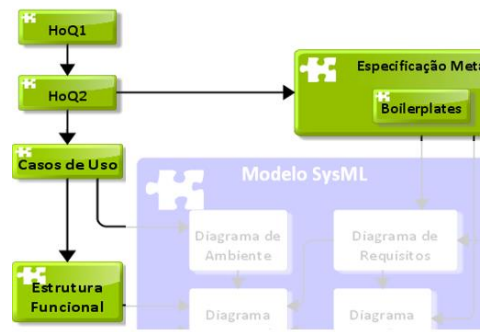 HoQ1
Especificação Meta
HoQ2
Boilerplates
Casos de Uso
Modelo SysML
Diagrama de
Ambiente
Diagrama de
Requisitos
Estrutura
Funcional
Diagrama
Diagrama